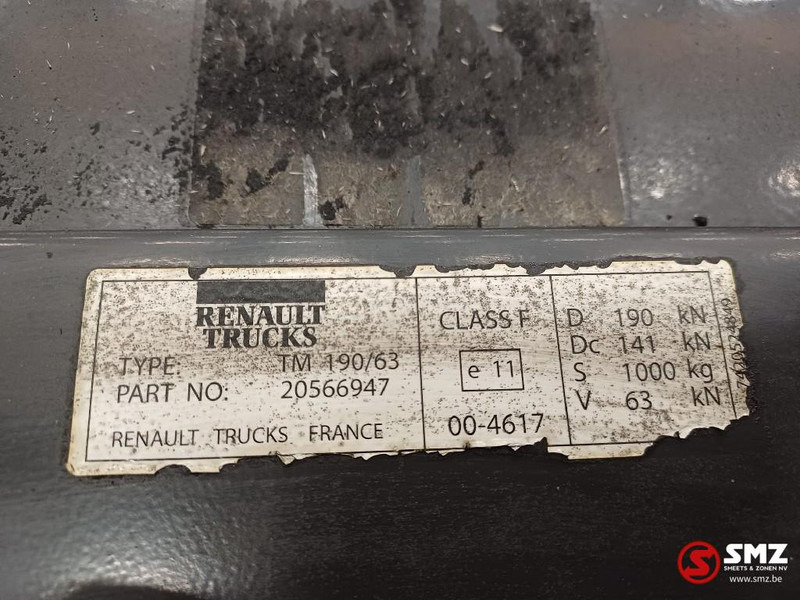 RENAULT
TRUCKS
TYPE: TM 190/63
PART NO: 20566947
RENAULT TRUCKS FRANCE
CLASS F
e 11
00-4617
D 190 kN
Dc 141 kN
S 1000 kg
V 63 kN
SMZ
SHEETS & ZONEN NV
www.smz.be